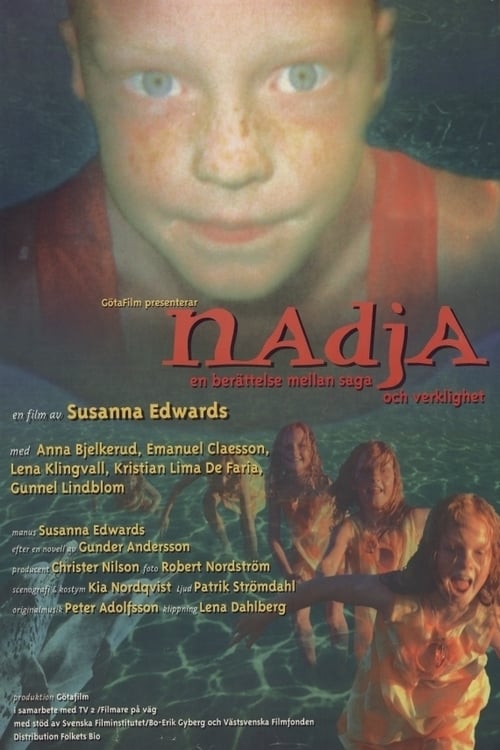 GötaFilm presenterar
nAdjA
en berättelse mellan saga
och verklighet
en film av Susanna Edwards
med Anna Bjelkerud, Emanuel Claesson,
Lena Klingvall, Kristian Lima De Faria,
Gunnel Lindblom
manus Susanna Edwards
efter en novell av Gunder Andersson
producent Christer Nilson foto Robert Nordström
scenografi & kostym Kia Nordqvist ljud Patrik Strömdahl
originalmusik Peter Adolfsson klippning Lena Dahlberg
produktion Götafilm
i samarbete med TV 2 /Filmare på väg
med stöd av Svenska Filminstitutet/Bo-Erik Gyberg och Västsvenska Filmfonden
Distribution Folkets Bio